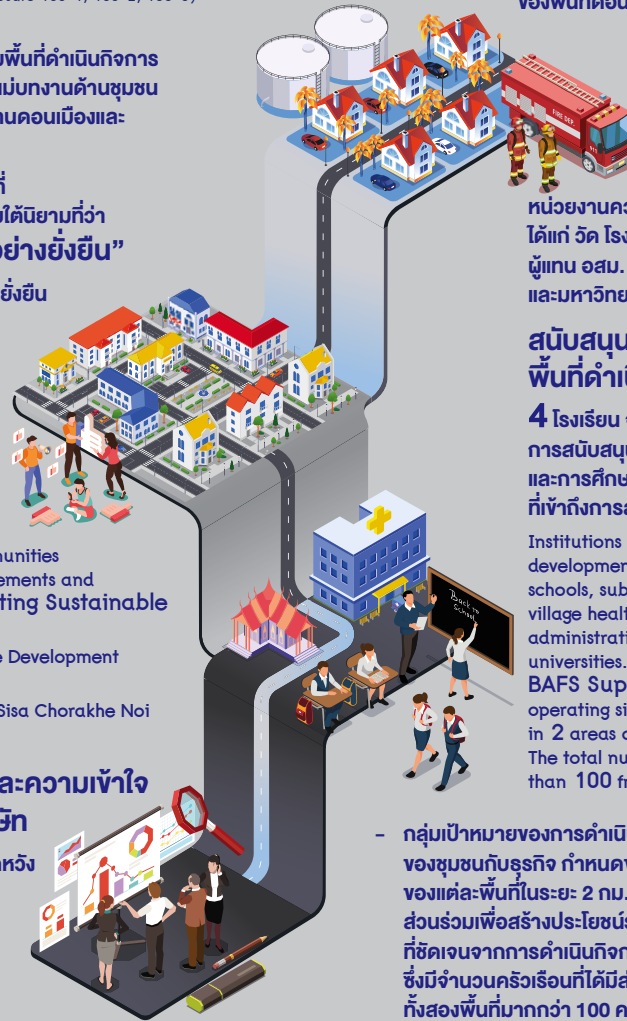 ของพื้นที่ดอน
พื้นที่ดำเนินกิจการ
แม่บทงานด้านชุมชน
ดอนเมืองและ
ที่
ใต้นิยามที่ว่า
อย่างยั่งยืน”
ยั่งยืน
FIRE DEP.
911
หน่วยงานคว
ได้แก่ วัด โรง
ผู้แทน อสม.
และมหาวิทย
สนับสนุน
พื้นที่ดำเนิ
4 โรงเรียน
การสนับสนุ
และการศึกษ
ที่เข้าถึงการส
Institutions
development
schools, sub
village healt
administrati
universities.
BAFS Sup
operating si
in 2 areas o
The total nu
than 100 fr
Back to
School
munities
ements and
ting Sustainable
e Development
Sisa Chorakhe Noi
และความเข้าใจ
ษัท
หวัง
- กลุ่มเป้าหมายของการดำเนิ
ของชุมชนกับธุรกิจ กำหนดข
ของแต่ละพื้นที่ในระยะ 2 กม.
ส่วนร่วมเพื่อสร้างประโยชน์ร
ที่ชัดเจนจากการดำเนินกิจก
ซึ่งมีจำนวนครัวเรือนที่ได้มีส่
ทั้งสองพื้นที่มากกว่า 100 ค